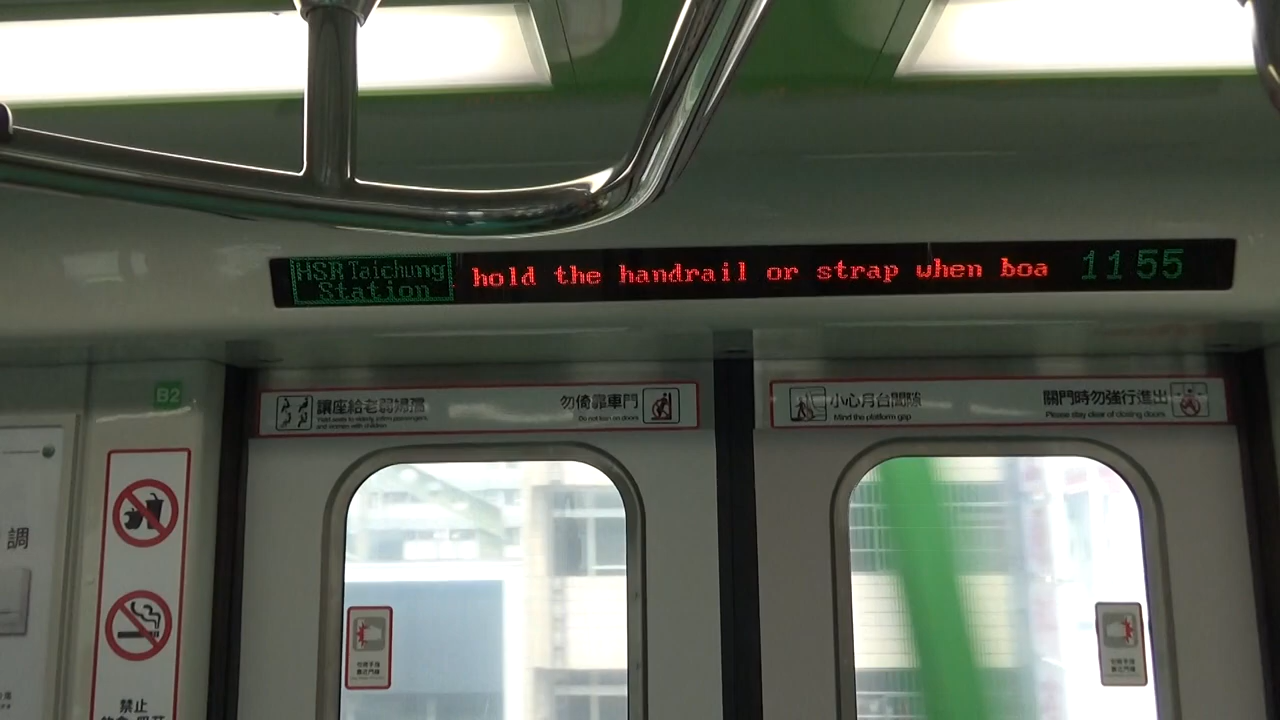 HSR Taichung
Station
hold the handrail or strap when boa
11 55
B2
讓座給老弱婦孺
勿倚靠車門
Do not lean on doors
小心月台間隙
Mind the platform gap
關門時勿強行進出
Please stay clear of closing doors
調
禁止